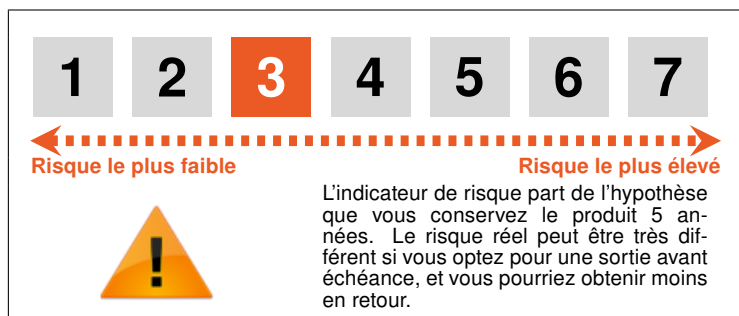 1 2 3 4 5 6 7
Risque le plus faible Risque le plus élevé
L'indicateur de risque part de l'hypothèse
que vous conservez le produit 5 an-
nées. Le risque réel peut être très dif-
férent si vous optez pour une sortie avant
échéance, et vous pourriez obtenir moins
en retour.